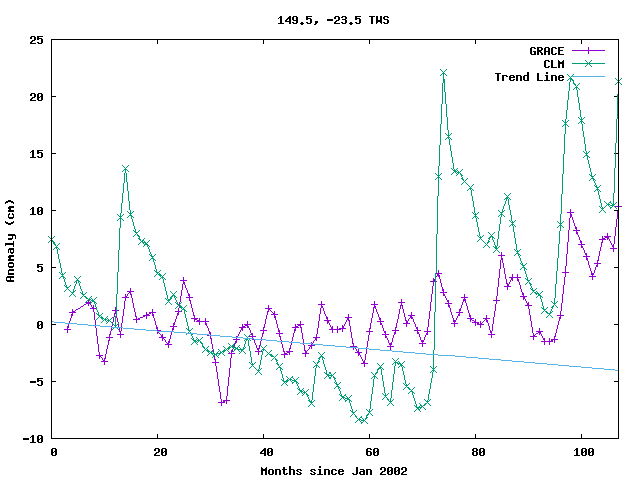 149.5, -23.5 TWS
GRACE
CLM
Trend Line
25
20
15
10
5
0
-5
-10
Anomaly (cm)
0 20 40 60 80 100
Months since Jan 2002